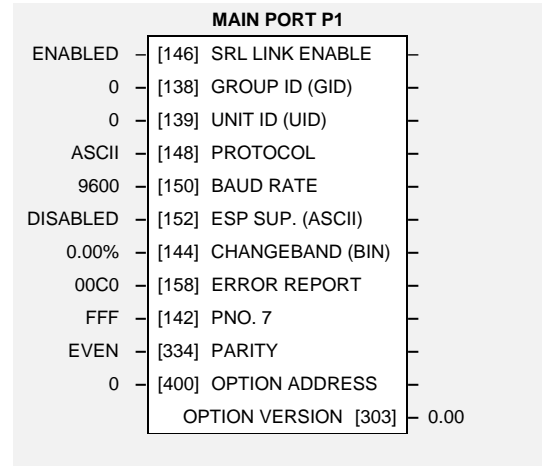 MAIN PORT P1
ENABLED – [146] SRL LINK ENABLE –
0 – [138] GROUP ID (GID) –
0 – [139] UNIT ID (UID) –
ASCII – [148] PROTOCOL –
9600 – [150] BAUD RATE –
DISABLED – [152] ESP SUP. (ASCII) –
0.00% – [144] CHANGEBAND (BIN) –
00C0 – [158] ERROR REPORT –
FFF – [142] PNO. 7 –
EVEN – [334] PARITY –
0 – [400] OPTION ADDRESS –
OPTION VERSION [303] – 0.00